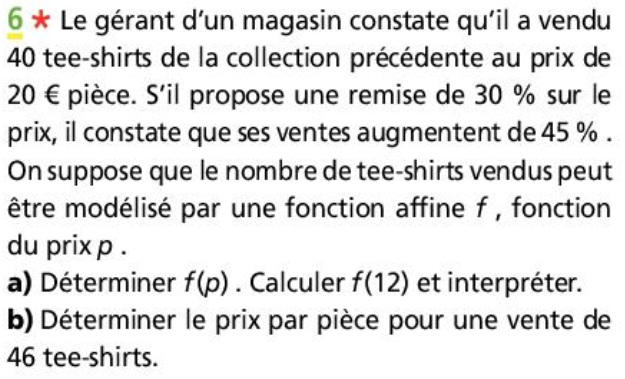 6 * Le gérant d’un magasin constate qu’il a vendu
40 tee-shirts de la collection précédente au prix de
20 € pièce. S’il propose une remise de 30 % sur le
prix, il constate que ses ventes augmentent de 45 % .
On suppose que le nombre de tee-shirts vendus peut
être modélisé par une fonction affine f , fonction
du prix p .
a) Déterminer f(p) . Calculer f(12) et interpréter.
b) Déterminer le prix par pièce pour une vente de
46 tee-shirts.